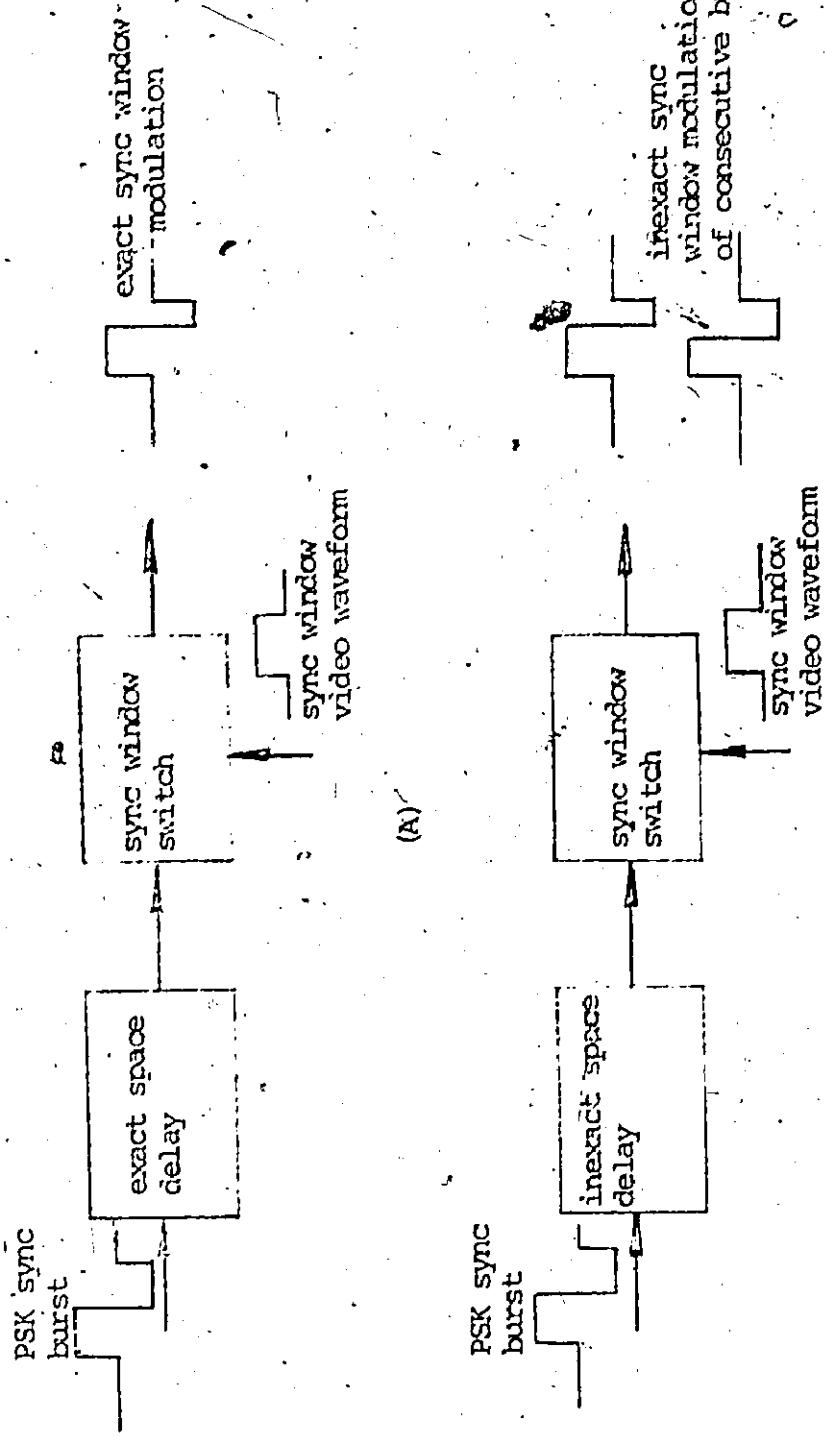 PSK sync
burst
exact space
delay
sync window
switch
sync window
video waveform
exact sync window
modulation
(A)
PSK sync
burst
inexact space
delay
sync window
switch
sync window
video waveform
inexact sync
window modulatio
of consecutive b